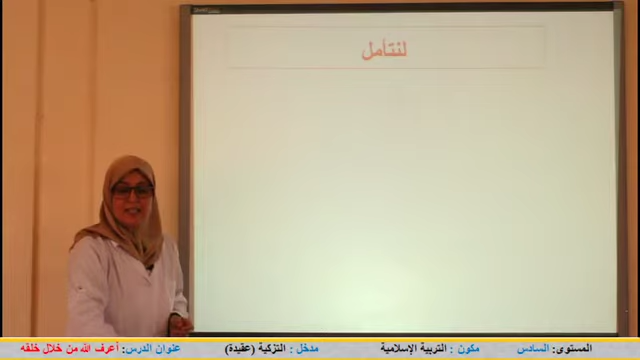 لنتأمل
المستوى: السادس مكون : التربية الإسلامية مدخل : التزكية (عقيدة) عنوان الدرس: أعرف الله من خلال خلقه